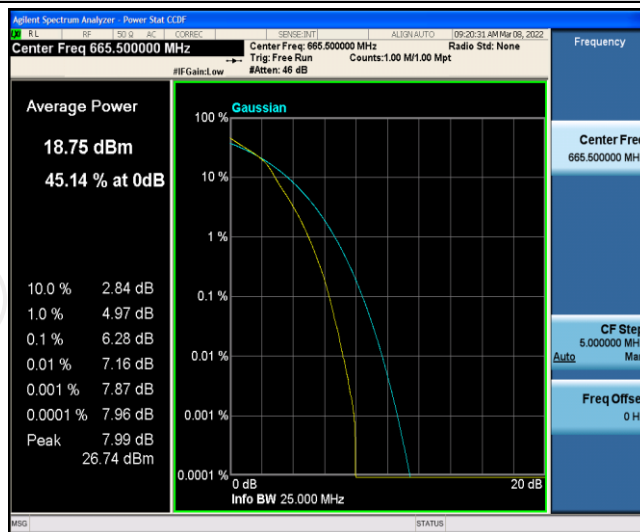 Agilent Spectrum Analyzer - Power Stat CCDF
RL RF 50 Ω AC CORREC SENSE:INT ALIGN AUTO 09:20:31 AM Mar 08, 2022
Center Freq 665.500000 MHz
Center Freq: 665.500000 MHz Radio Std: None
Trig: Free Run Counts:1.00 M/1.00 Mpt
#IFGain:Low #Atten: 46 dB
Frequency
Average Power
18.75 dBm
45.14 % at 0dB
10.0 % 2.84 dB
1.0 % 4.97 dB
0.1 % 6.28 dB
0.01 % 7.16 dB
0.001 % 7.87 dB
0.0001 % 7.96 dB
Peak 7.99 dB
26.74 dBm
Gaussian
100 %
10 %
1 %
0.1 %
0.01 %
0.001 %
0.0001 %
0 dB 20 dB
Info BW 25.000 MHz
Center Fre
665.500000 MH
CF Step
5.000000 MH
Auto Ma
Freq Offse
0 H
MSG STATUS